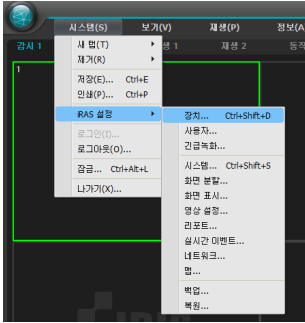 시스템(S) 보기(V) 재생(P) 정보(A
감시 1 생 1 재생 2 동작
1
새 탭(T)
제거(R)
저장(E)... Ctrl+E
인쇄(P)... Ctrl+P
iRAS 설정
로그인(I)...
로그아웃(O)...
잠금... Ctrl+Alt+L
나가기(X)...
장치... Ctrl+Shift+D
사용자...
긴급녹화...
시스템... Ctrl+Shift+S
화면 분할...
화면 표시...
영상 설정...
리포트...
실시간 이벤트...
네트워크...
맵...
백업...
복원...